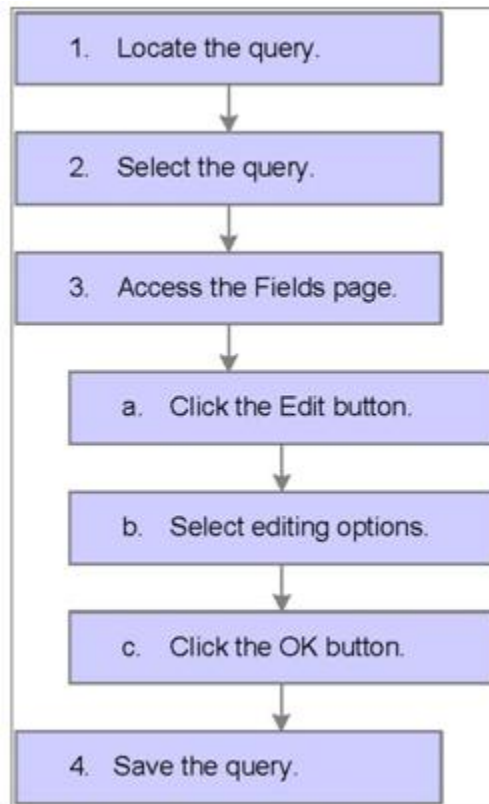 1. Locate the query.
2. Select the query.
3. Access the Fields page.
a. Click the Edit button.
b. Select editing options.
c. Click the OK button.
4. Save the query.